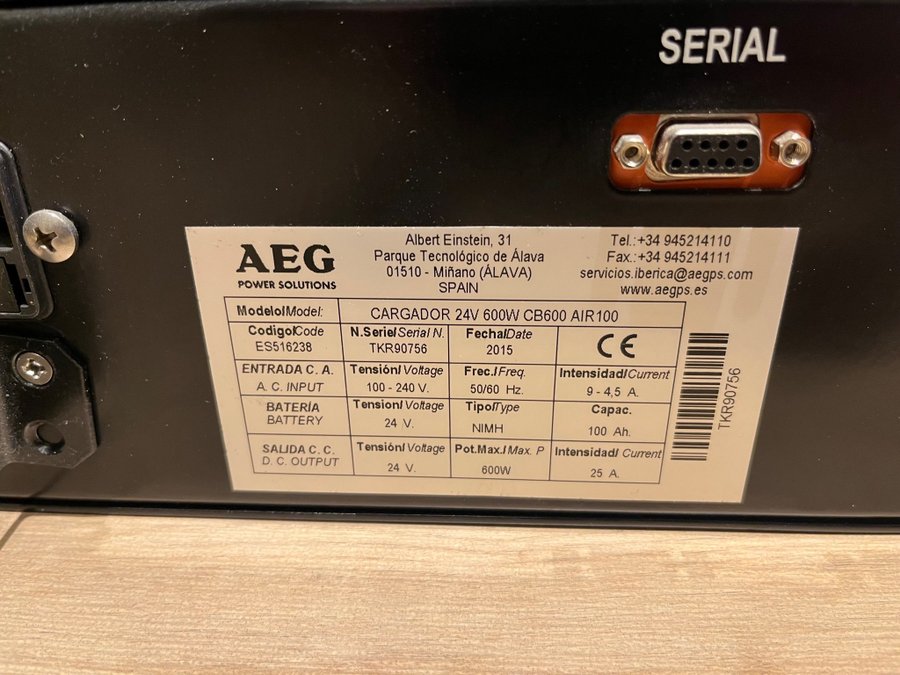 SERIAL
AEG
POWER SOLUTIONS
Albert Einstein, 31
Parque Tecnológico de Álava
01510 - Miñano (ÁLAVA)
SPAIN
Tel.:+34 945214110
Fax.:+34 945214111
servicios.iberica@aegps.com
www.aegps.es
Modelo/Model: CARGADOR 24V 600W CB600 AIR100
Codigo/Code N.Serie/Serial N. Fecha/Date CE
ES516238 TKR90756 2015
ENTRADA C. A. Tensión/ Voltage Frec./Freq. Intensidad/Current
A. C. INPUT 100 - 240 V. 50/60 Hz. 9 - 4,5 A.
BATERÍA Tension/ Voltage Tipo/Type Capac.
BATTERY 24 V. NIMH 100 Ah.
SALIDA C. C. Tensión/ Voltage Pot.Max./Max. P Intensidad/ Current
D. C. OUTPUT 24 V. 600W 25 A.
TKR90756